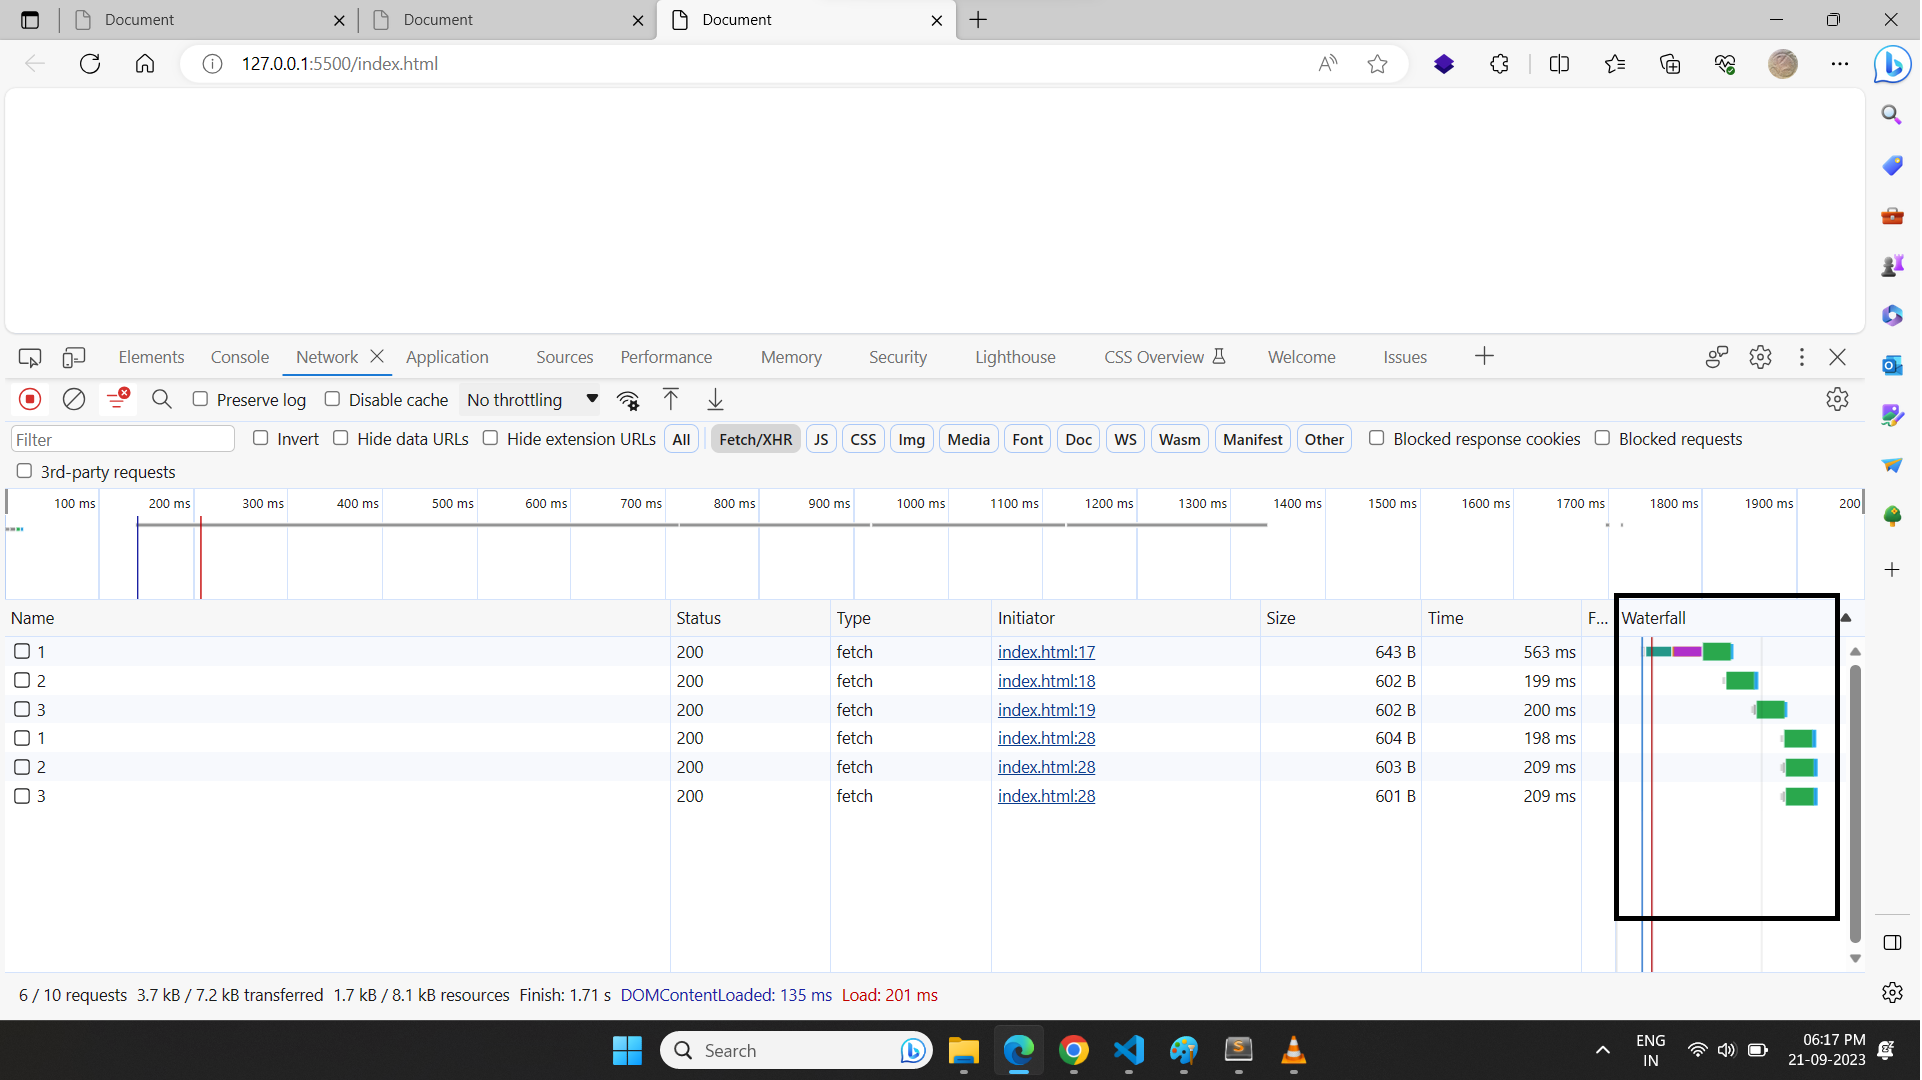 Document Document Document
127.0.0.1:5500/index.html
Elements Console Network Application Sources Performance Memory Security Lighthouse CSS Overview Welcome Issues
Preserve log Disable cache No throttling
Filter Invert Hide data URLs Hide extension URLs All Fetch/XHR JS CSS Img Media Font Doc WS Wasm Manifest Other Blocked response cookies Blocked requests
3rd-party requests
100 ms 200 ms 300 ms 400 ms 500 ms 600 ms 700 ms 800 ms 900 ms 1000 ms 1100 ms 1200 ms 1300 ms 1400 ms 1500 ms 1600 ms 1700 ms 1800 ms 1900 ms 200
Name Status Type Initiator Size Time F... Waterfall
1 200 fetch index.html:17 643 B 563 ms
2 200 fetch index.html:18 602 B 199 ms
3 200 fetch index.html:19 602 B 200 ms
1 200 fetch index.html:28 604 B 198 ms
2 200 fetch index.html:28 603 B 209 ms
3 200 fetch index.html:28 601 B 209 ms
6 / 10 requests 3.7 kB / 7.2 kB transferred 1.7 kB / 8.1 kB resources Finish: 1.71 s DOMContentLoaded: 135 ms Load: 201 ms
Search ENG 06:17 PM
IN 21-09-2023